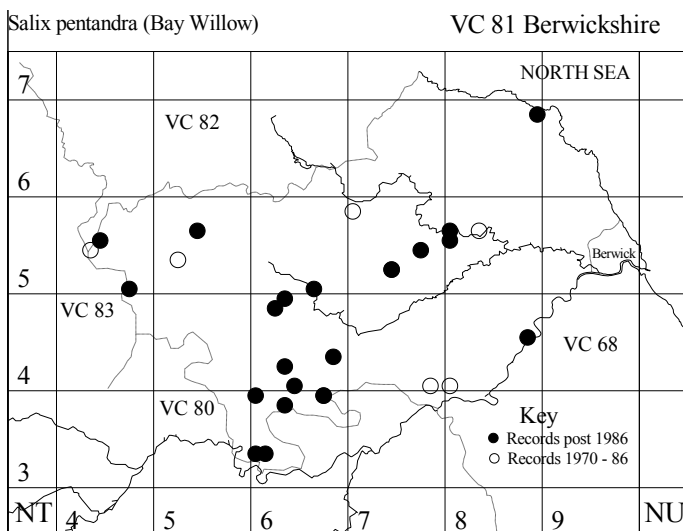 Salix pentandra (Bay Willow)
VC 81 Berwickshire
7
NORTH SEA
VC 82
6
Berwick
5
VC 83
VC 68
4
VC 80
Key
Records post 1986
Records 1970 - 86
3
NT 4 5 6 7 8 9 NU